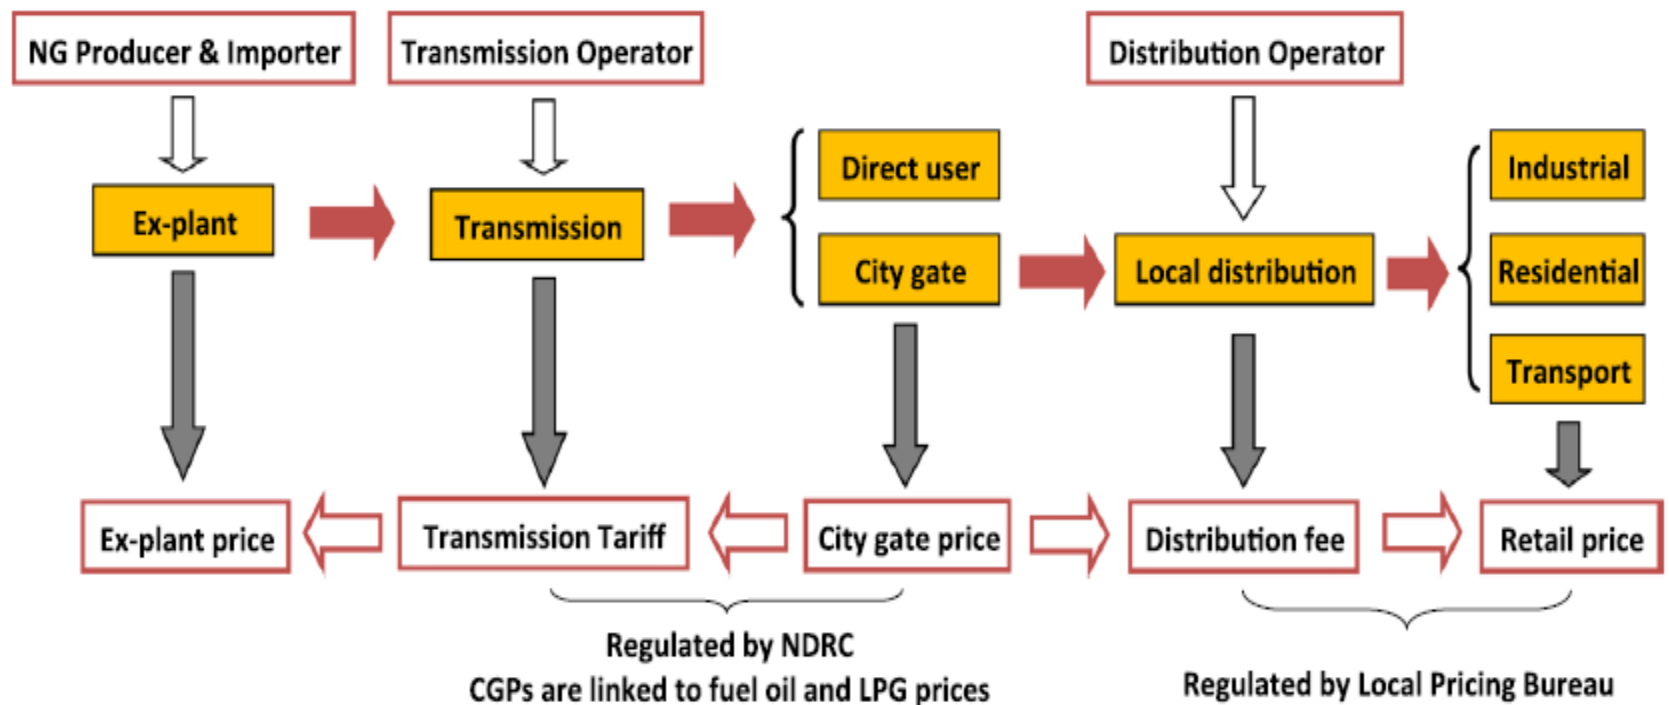 NG Producer & Importer
Transmission Operator
Distribution Operator
Direct user
Industrial
Ex-plant
Transmission
City gate
Local distribution
Residential
Transport
Ex-plant price
Transmission Tariff
City gate price
Distribution fee
Retail price
Regulated by NDRC
CGPs are linked to fuel oil and LPG prices
Regulated by Local Pricing Bureau